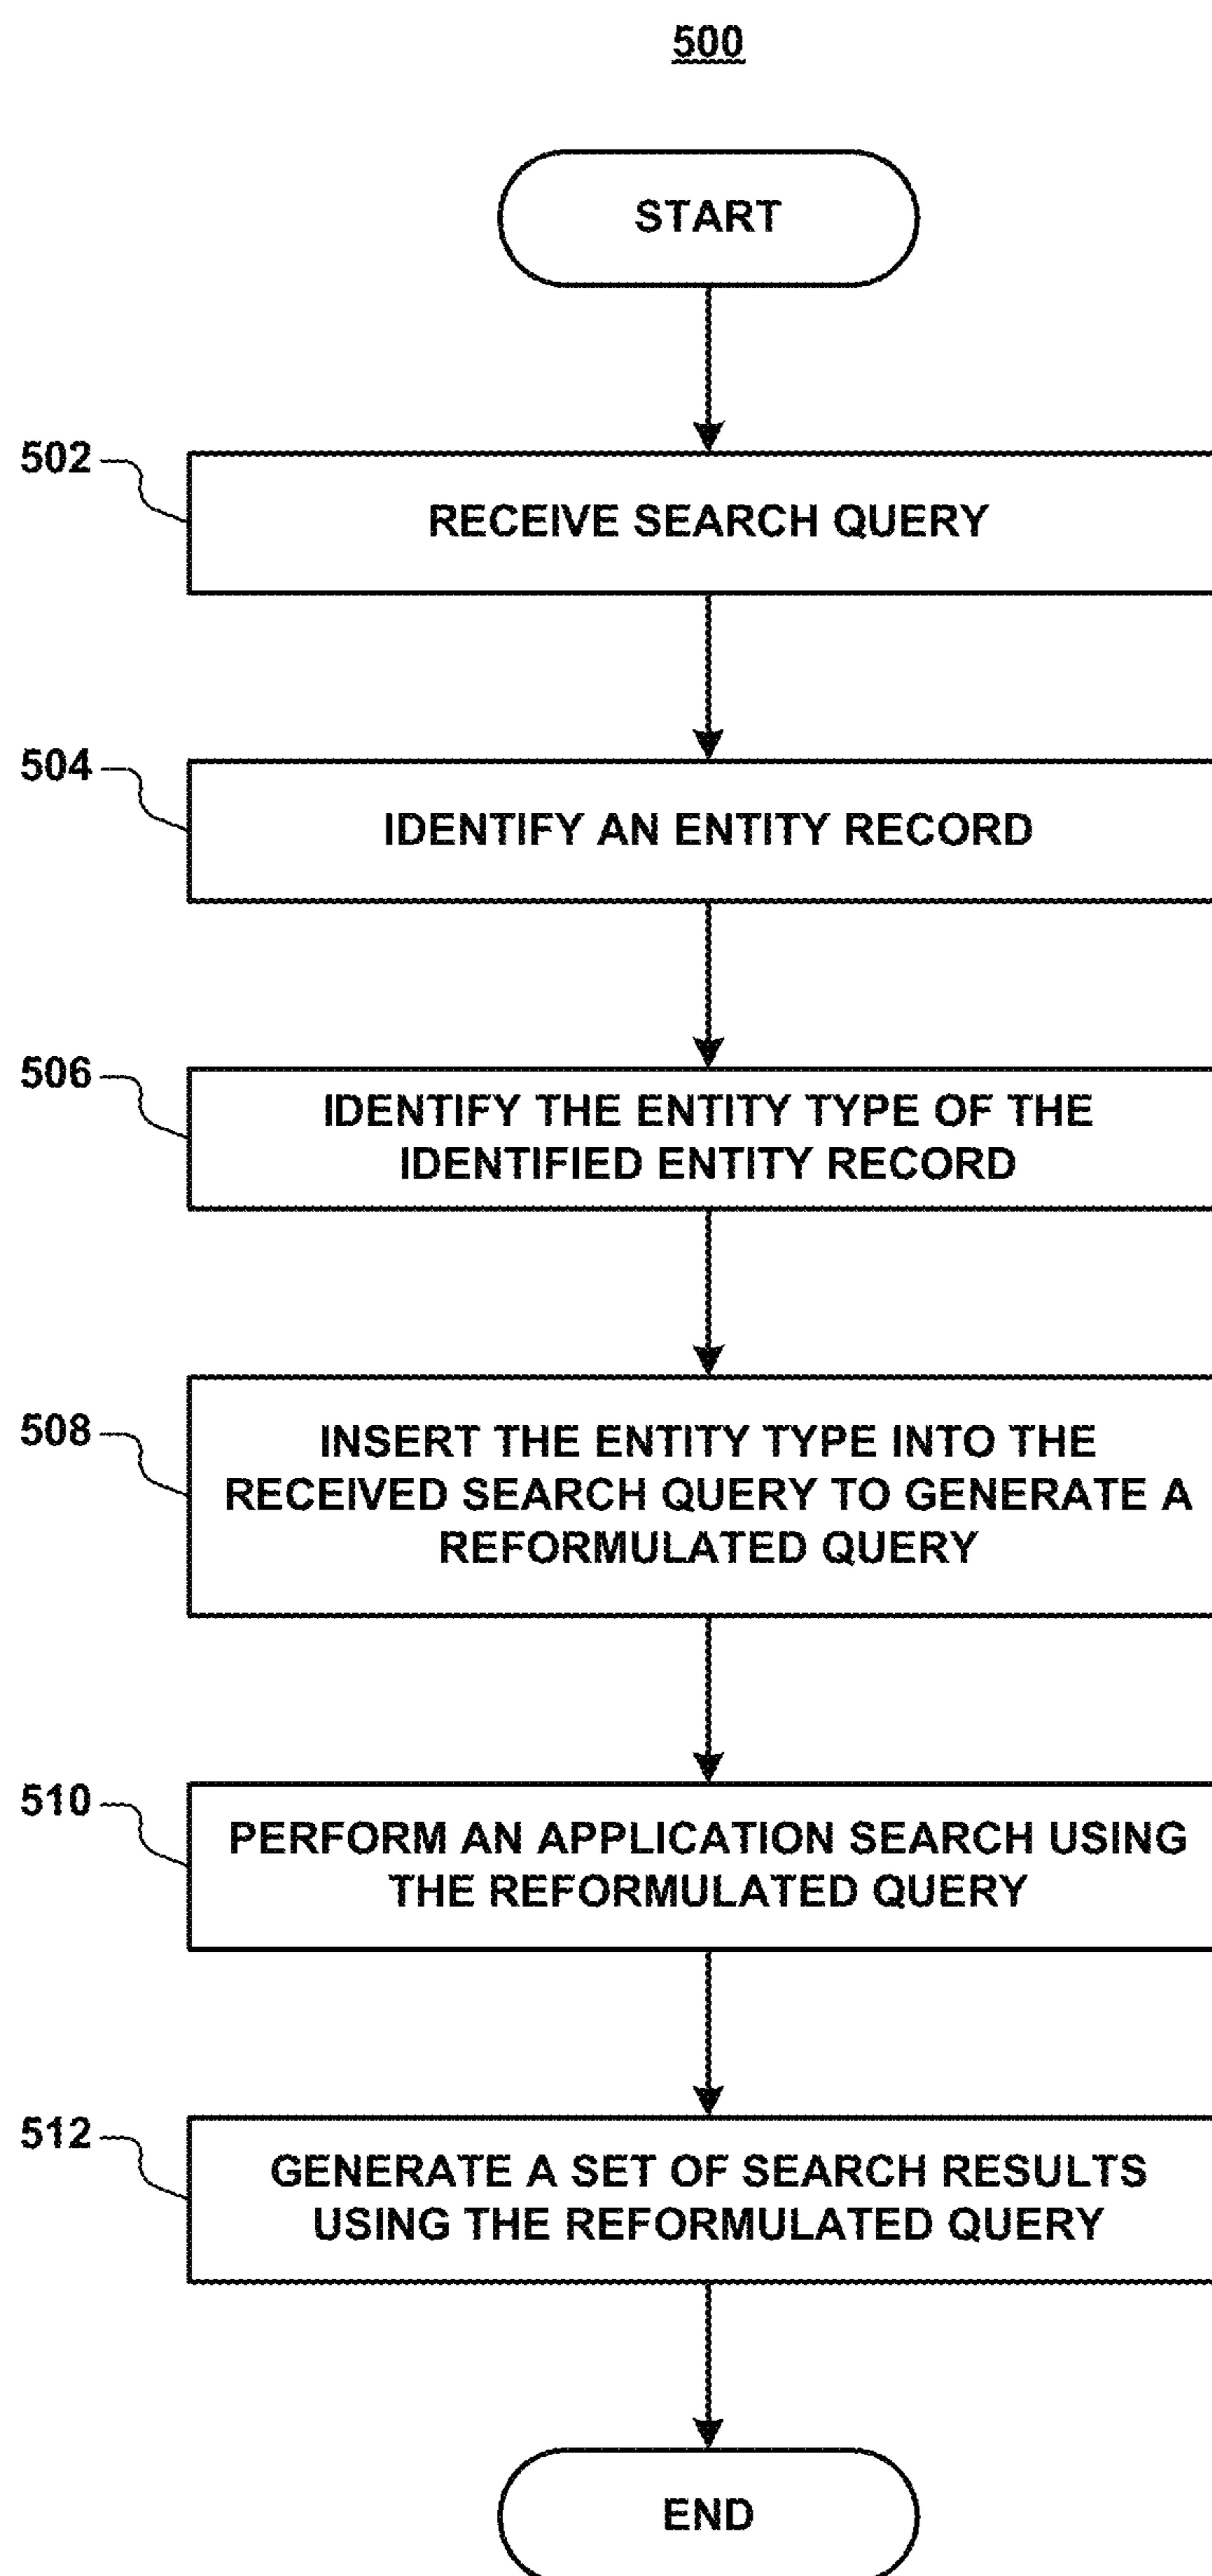 500
START
502
RECEIVE SEARCH QUERY
504
IDENTIFY AN ENTITY RECORD
506
IDENTIFY THE ENTITY TYPE OF THE
IDENTIFIED ENTITY RECORD
508
INSERT THE ENTITY TYPE INTO THE
RECEIVED SEARCH QUERY TO GENERATE A
REFORMULATED QUERY
510
PERFORM AN APPLICATION SEARCH USING
THE REFORMULATED QUERY
512
GENERATE A SET OF SEARCH RESULTS
USING THE REFORMULATED QUERY
END